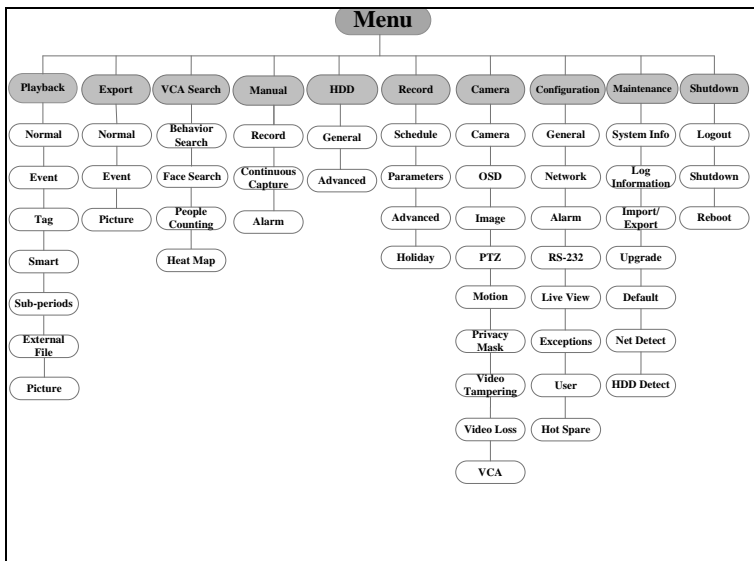 Menu
Playback
Export
VCA Search
Manual
HDD
Record
Camera
Configuration
Maintenance
Shutdown
Normal
Event
Tag
Smart
Sub-periods
External
File
Picture
Normal
Event
Picture
Behavior
Search
Face Search
People
Counting
Heat Map
Record
Continuous
Capture
Alarm
General
Advanced
Schedule
Parameters
Advanced
Holiday
Camera
OSD
Image
PTZ
Motion
Privacy
Mask
Video
Tampering
Video Loss
VCA
General
Network
Alarm
RS-232
Live View
Exceptions
User
Hot Spare
System Info
Log
Information
Import/
Export
Upgrade
Default
Net Detect
HDD Detect
Logout
Shutdown
Reboot